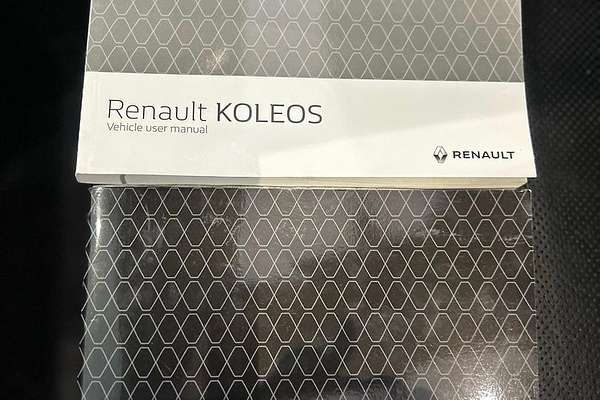 Renault KOLEOS
Vehicle user manual
RENAULT